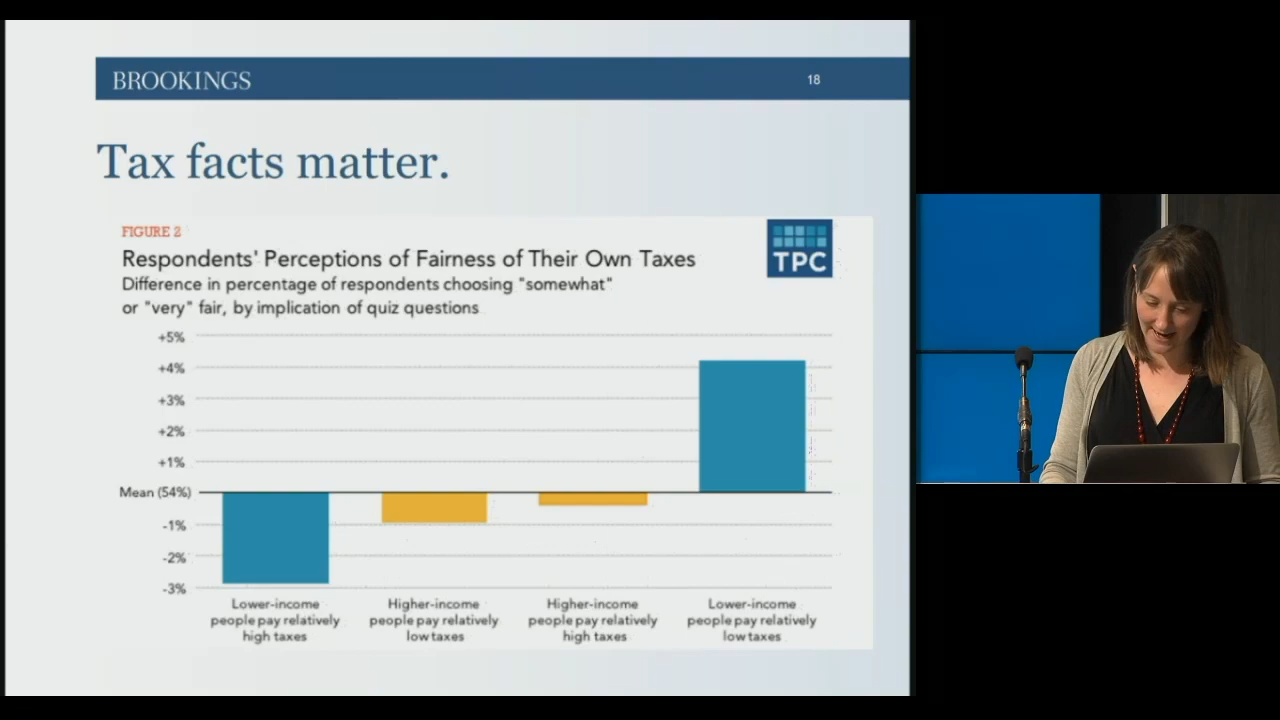 BROOKINGS
18
Tax facts matter.
FIGURE 2
Respondents' Perceptions of Fairness of Their Own Taxes
Difference in percentage of respondents choosing "somewhat"
or "very" fair, by implication of quiz questions
TPC
+5%
+4%
+3%
+2%
+1%
Mean (54%)
-1%
-2%
-3%
Lower-income
people pay relatively
high taxes
Higher-income
people pay relatively
low taxes
Higher-income
people pay relatively
high taxes
Lower-income
people pay relatively
low taxes